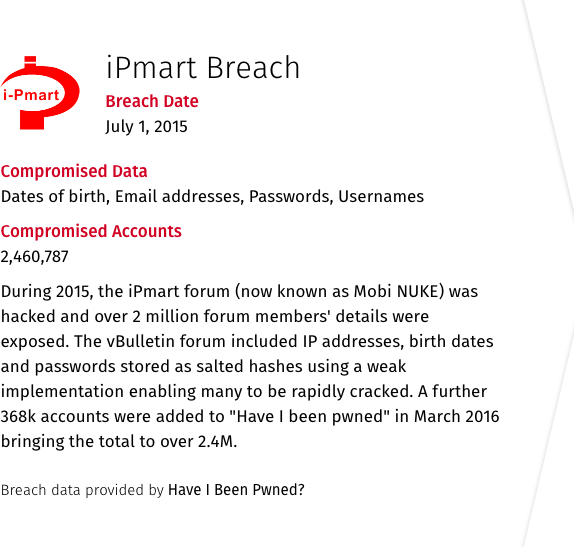 iPmart Breach
i-Pmart
Breach Date
July 1, 2015
Compromised Data
Dates of birth, Email addresses, Passwords, Usernames
Compromised Accounts
2,460,787
During 2015, the iPmart forum (now known as Mobi NUKE) was
hacked and over 2 million forum members' details were
exposed. The vBulletin forum included IP addresses, birth dates
and passwords stored as salted hashes using a weak
implementation enabling many to be rapidly cracked. A further
368k accounts were added to "Have I been pwned" in March 2016
bringing the total to over 2.4M.
Breach data provided by Have I Been Pwned?